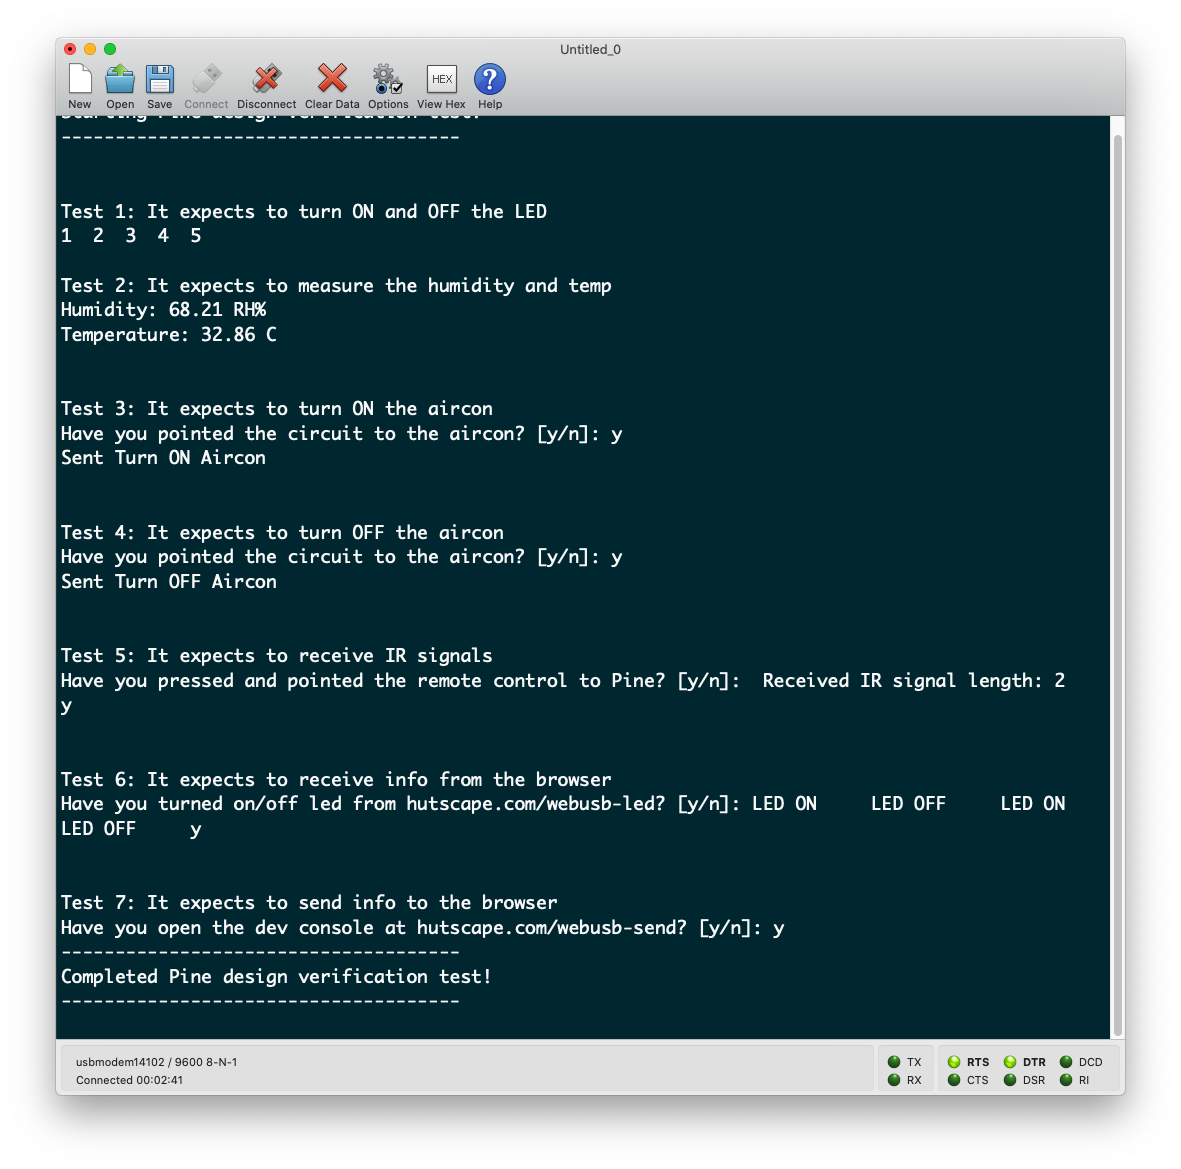 Untitled_0
New Open Save Connect Disconnect Clear Data Options View Hex Help
HEX
?
Starting Pine design verification test!
-------------------------------------
Test 1: It expects to turn ON and OFF the LED
1  2  3  4  5
Test 2: It expects to measure the humidity and temp
Humidity: 68.21 RH%
Temperature: 32.86 C
Test 3: It expects to turn ON the aircon
Have you pointed the circuit to the aircon? [y/n]: y
Sent Turn ON Aircon
Test 4: It expects to turn OFF the aircon
Have you pointed the circuit to the aircon? [y/n]: y
Sent Turn OFF Aircon
Test 5: It expects to receive IR signals
Have you pressed and pointed the remote control to Pine? [y/n]:  Received IR signal length: 2
y
Test 6: It expects to receive info from the browser
Have you turned on/off led from hutscape.com/webusb-led? [y/n]: LED ON     LED OFF     LED ON
LED OFF     y
Test 7: It expects to send info to the browser
Have you open the dev console at hutscape.com/webusb-send? [y/n]: y
-------------------------------------
Completed Pine design verification test!
-------------------------------------
usbmodem14102 / 9600 8-N-1
Connected 00:02:41
TX RTS DTR DCD
RX CTS DSR RI